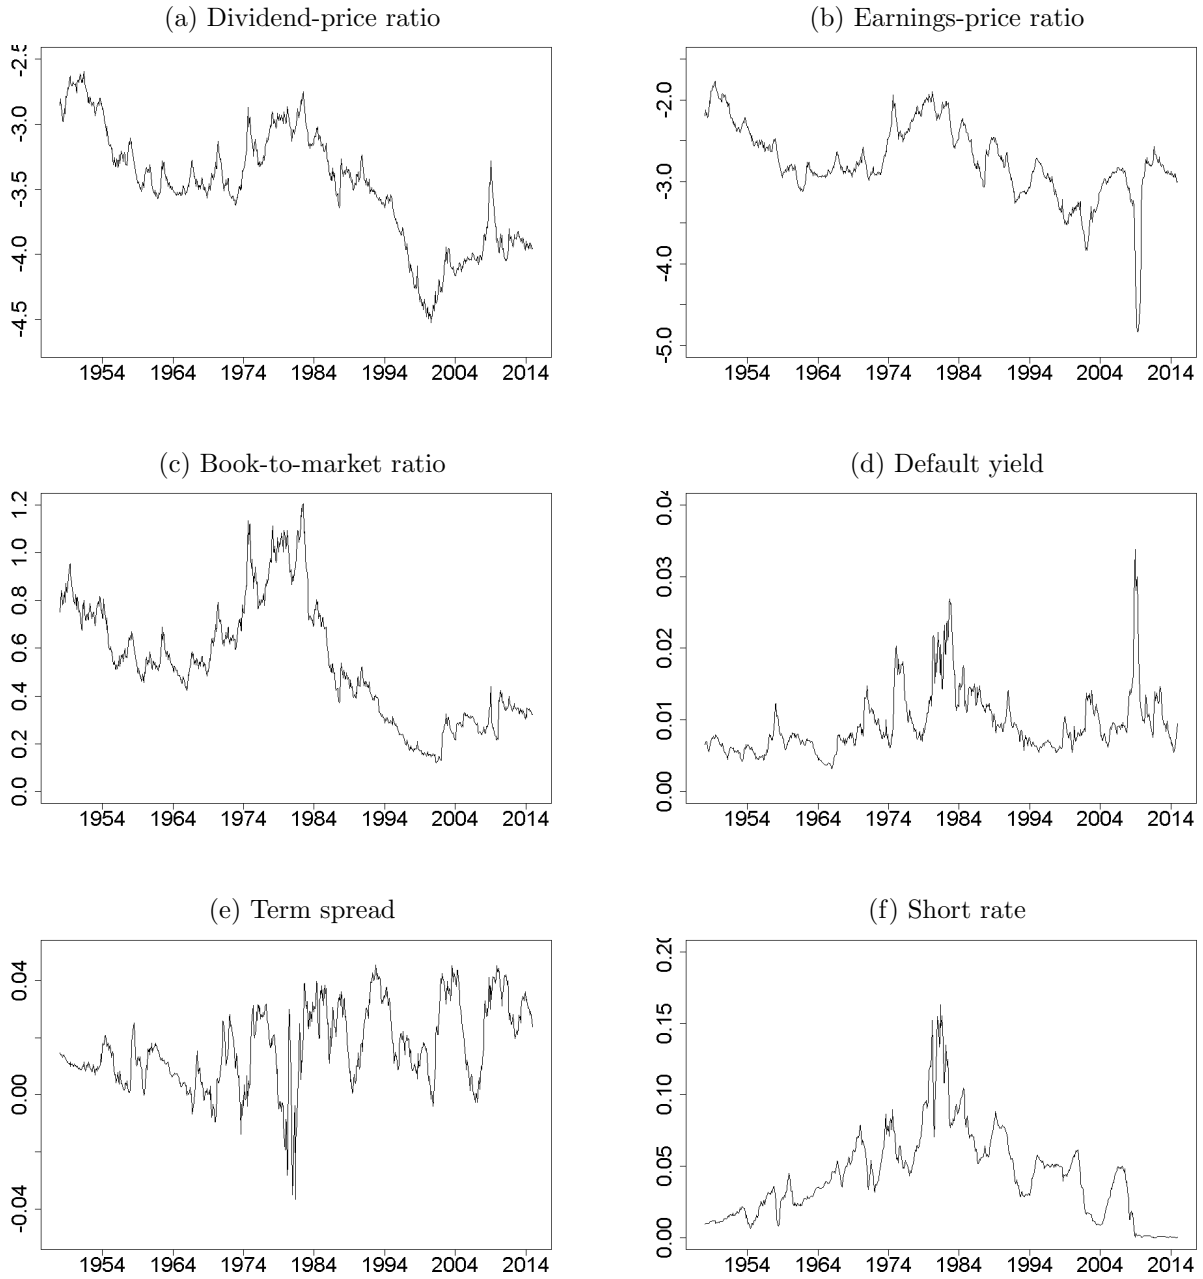 (a) Dividend-price ratio
-2.5
-3.0
-3.5
-4.0
-4.5
1954 1964 1974 1984 1994 2004 2014
(b) Earnings-price ratio
-2.0
-3.0
-4.0
-5.0
1954 1964 1974 1984 1994 2004 2014
(c) Book-to-market ratio
1.2
1.0
0.8
0.6
0.4
0.2
0.0
1954 1964 1974 1984 1994 2004 2014
(d) Default yield
0.04
0.03
0.02
0.01
0.00
1954 1964 1974 1984 1994 2004 2014
(e) Term spread
0.04
0.00
-0.04
1954 1964 1974 1984 1994 2004 2014
(f) Short rate
0.20
0.15
0.10
0.05
0.00
1954 1964 1974 1984 1994 2004 2014